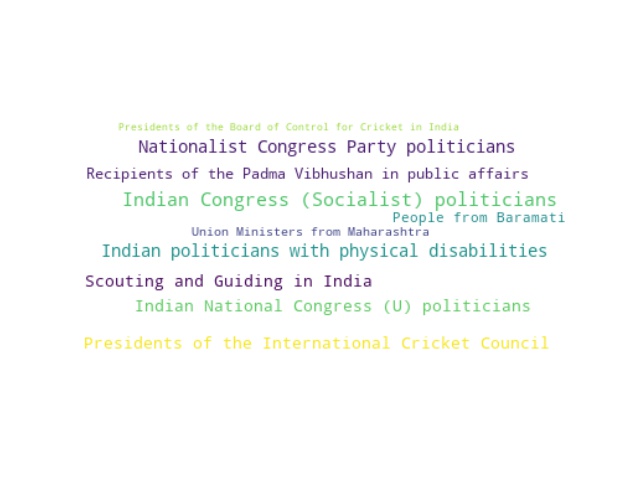 Presidents of the Board of Control for Cricket in India
Nationalist Congress Party politicians
Recipients of the Padma Vibhushan in public affairs
Indian Congress (Socialist) politicians
People from Baramati
Union Ministers from Maharashtra
Indian politicians with physical disabilities
Scouting and Guiding in India
Indian National Congress (U) politicians
Presidents of the International Cricket Council